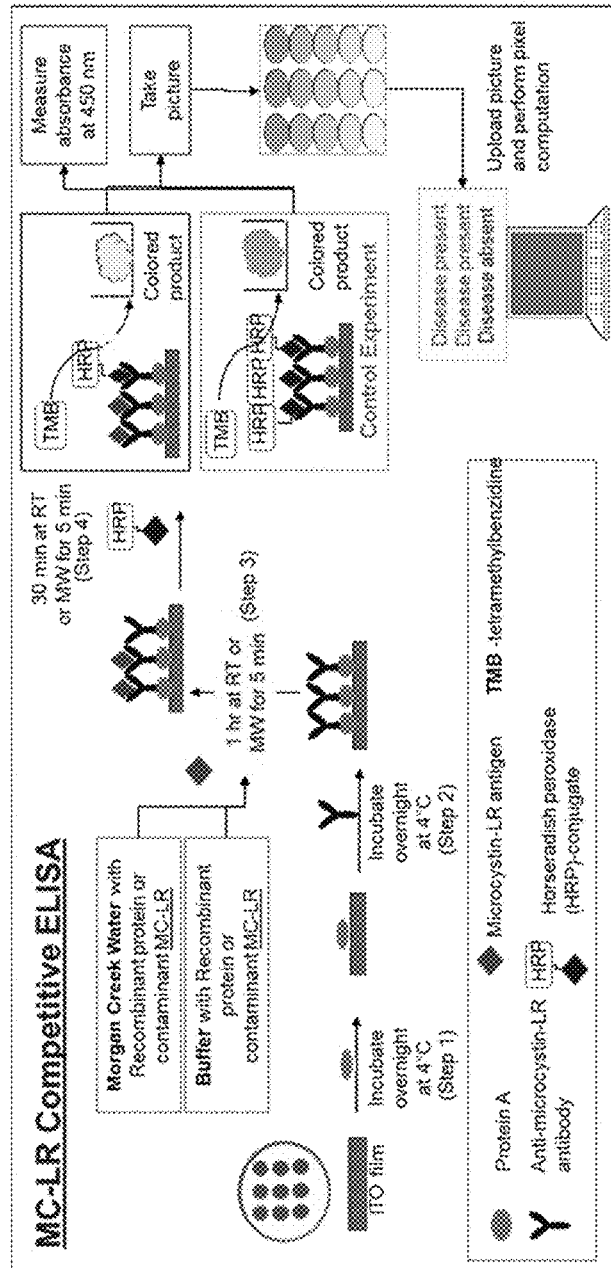 MC-LR Competitive ELISA
Morgan Creek Water with
Recombinant protein or
contaminant MC-LR
Buffer with Recombinant
protein or
contaminant MC-LR
ITO film
Incubate
overnight
at 4°C
(Step 1)
Incubate
overnight
at 4°C
(Step 2)
1 hr at RT or
MW for 5 min
(Step 3)
30 min at RT
or MW for 5 min
(Step 4)
HRP
TMB
HRP
Colored
product
TMB
HRP HRP HRP
Colored
product
Control Experiment
Measure
absorbance
at 450 nm
Take
picture
Upload picture
and perform pixel
computation
Disease present
Disease present
Disease absent
Protein A
Anti-microcystin-LR
antibody
Microcystin-LR antigen
HRP
Horseradish peroxidase
(HRP)-conjugate
TMB -tetramethylbenzidine